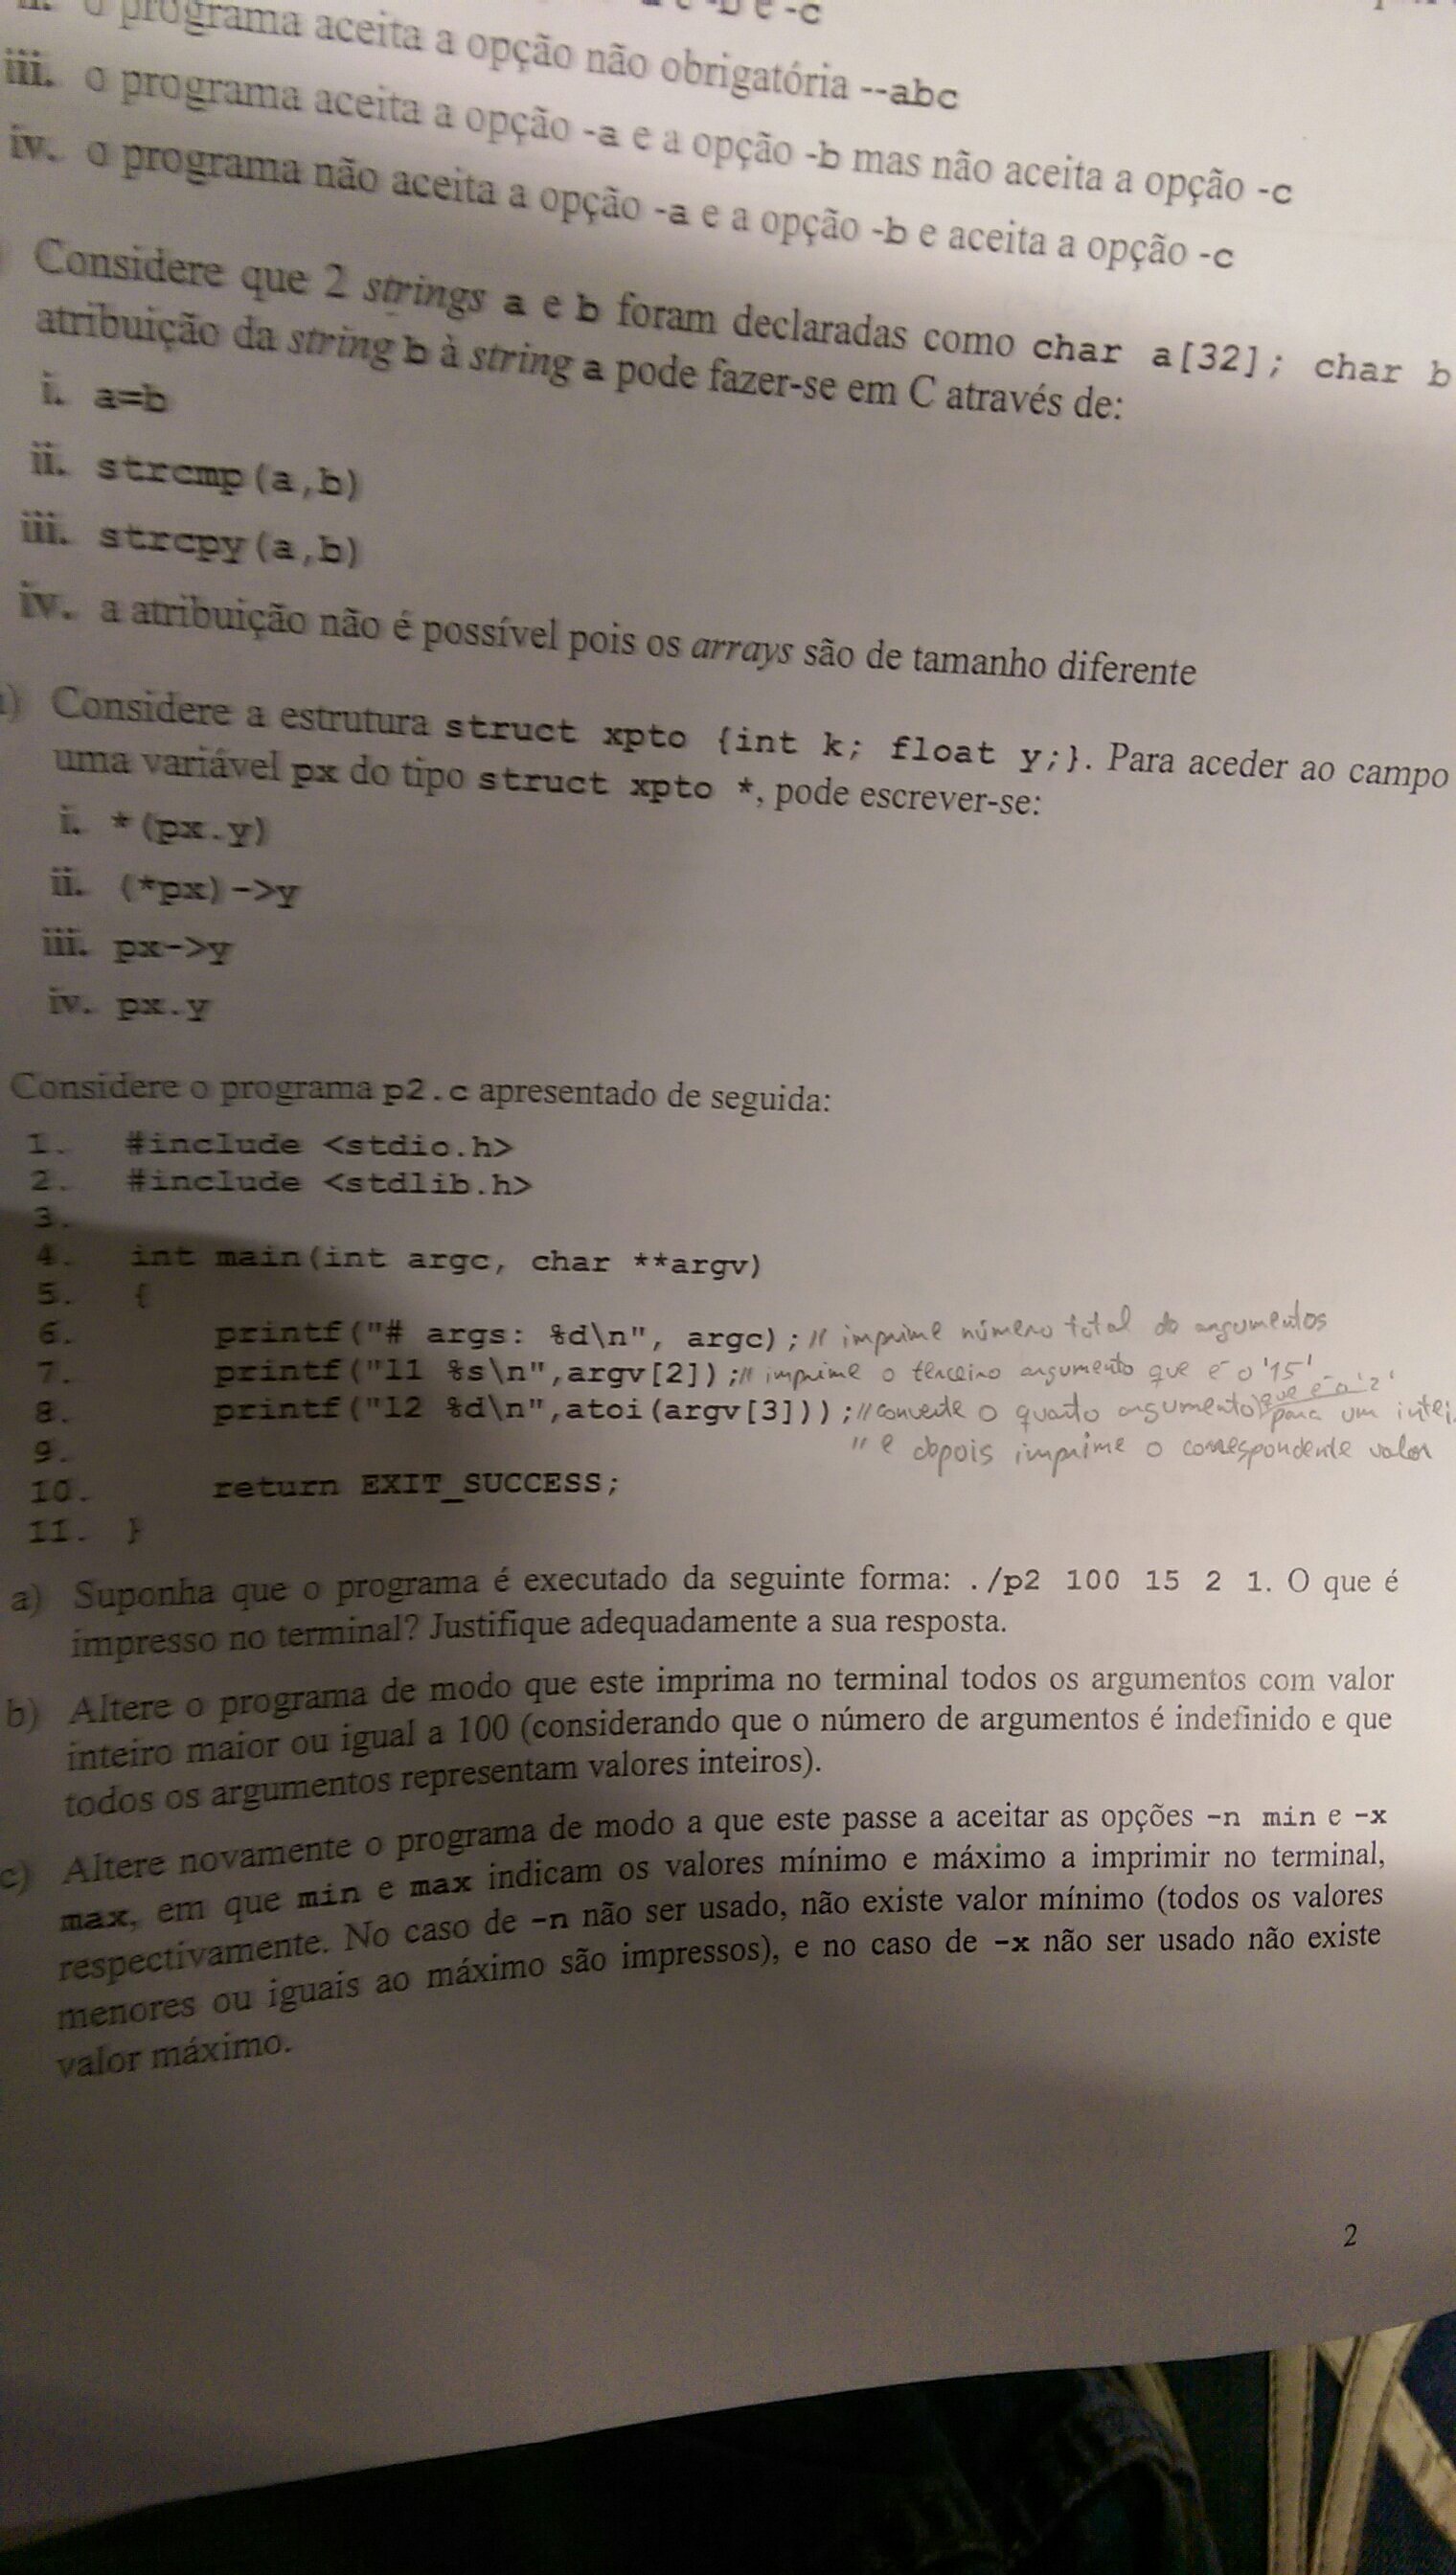 programa aceita a opção não obrigatória --abc
iii. o programa aceita a opção -a e a opção -b mas não aceita a opção -c
iv. o programa não aceita a opção -a e a opção -b e aceita a opção -c
Considere que 2 strings a e b foram declaradas como char a[32]; char b
atribuição da string b à string a pode fazer-se em C através de:
i. a=b
ii. strcmp(a,b)
iii. strcpy(a,b)
iv. a atribuição não é possível pois os arrays são de tamanho diferente
Considere a estrutura struct xpto {int k; float y;}. Para aceder ao campo
uma variável px do tipo struct xpto *, pode escrever-se:
i. *(px.y)
ii. (*px)->y
iii. px->y
iv. px.y
Considere o programa p2.c apresentado de seguida:
1. #include <stdio.h>
2. #include <stdlib.h>
3.
4. int main(int argc, char **argv)
5. {
6. printf("# args: %d\n", argc); // imprime número total de argumentos
7. printf("l1 %s\n",argv[2]); // imprime o terceiro argumento que é o '15'
8. printf("l2 %d\n",atoi(argv[3])); // converte o quarto argumento, que é o '2' para um
9. // e depois imprime o correspondente valor
10. return EXIT_SUCCESS;
11. }
a) Suponha que o programa é executado da seguinte forma: ./p2 100 15 2 1. O que é
impresso no terminal? Justifique adequadamente a sua resposta.
b) Altere o programa de modo que este imprima no terminal todos os argumentos com valor
inteiro maior ou igual a 100 (considerando que o número de argumentos é indefinido e que
todos os argumentos representam valores inteiros).
c) Altere novamente o programa de modo a que este passe a aceitar as opções -n min e -x
max, em que min e max indicam os valores mínimo e máximo a imprimir no terminal,
respectivamente. No caso de -n não ser usado, não existe valor mínimo (todos os valores
menores ou iguais ao máximo são impressos), e no caso de -x não ser usado não existe
valor máximo.
2